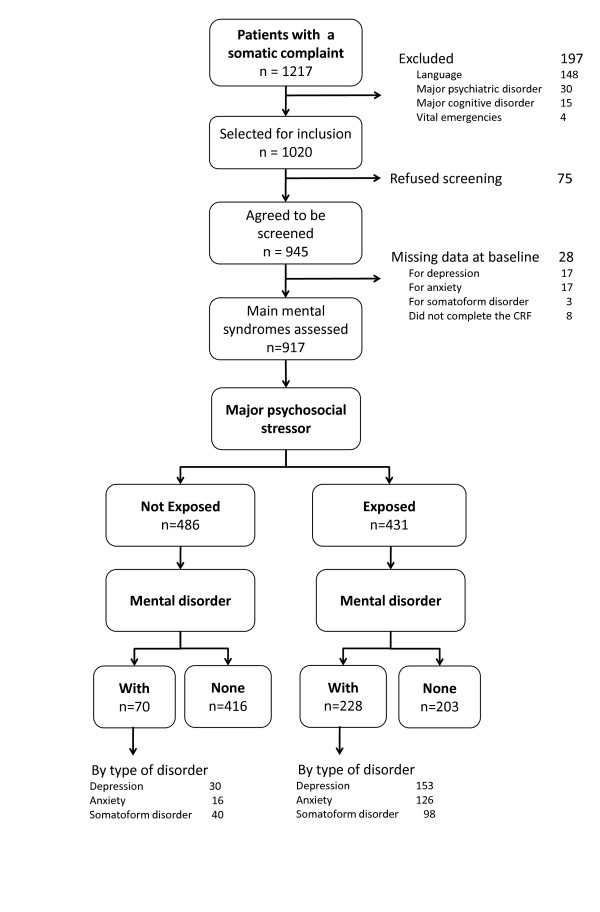 Patients with a
somatic complaint
n = 1217
Excluded 197
Language 148
Major psychiatric disorder 30
Major cognitive disorder 15
Vital emergencies 4
Selected for inclusion
n = 1020
Refused screening 75
Agreed to be
screened
n = 945
Missing data at baseline 28
For depression 17
For anxiety 17
For somatoform disorder 3
Did not complete the CRF 8
Main mental
syndromes assessed
n=917
Major psychosocial
stressor
Not Exposed
n=486
Exposed
n=431
Mental disorder
Mental disorder
With
n=70
None
n=416
With
n=228
None
n=203
By type of disorder
Depression 30
Anxiety 16
Somatoform disorder 40
By type of disorder
Depression 153
Anxiety 126
Somatoform disorder 98